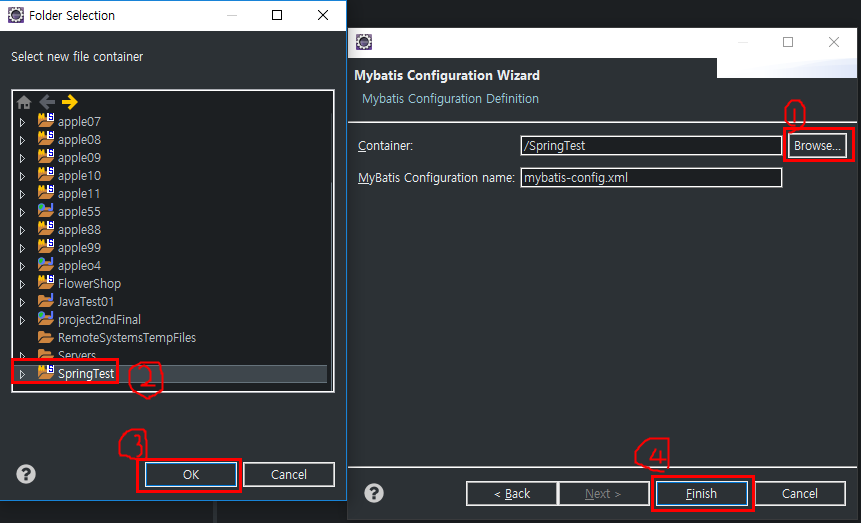 Folder Selection
Select new file container
apple07
apple08
apple09
apple10
apple11
apple55
apple88
apple99
appleo4
FlowerShop
JavaTest01
project2ndFinal
RemoteSystemsTempFiles
Servers
SpringTest
2
3
OK
Cancel
Mybatis Configuration Wizard
Mybatis Configuration Definition
1
Container:
/SpringTest
Browse...
MyBatis Configuration name:
mybatis-config.xml
4
< Back
Next >
Finish
Cancel